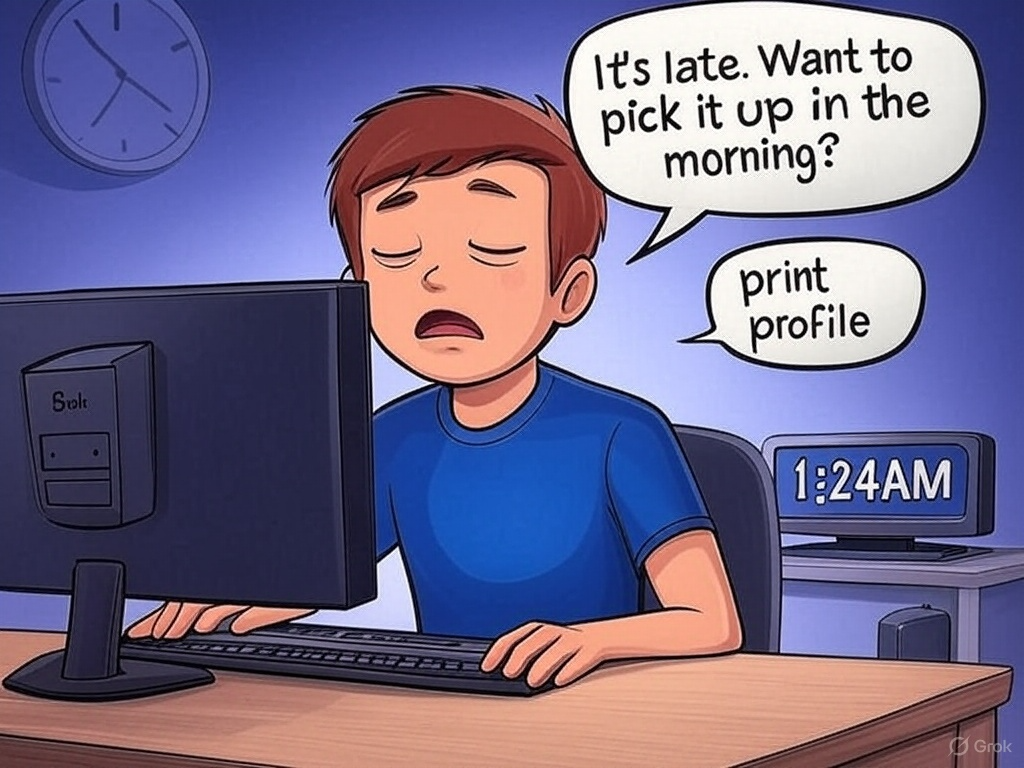 It's late. Want to
pick it up in the
morning?
print
profile
1:24AM
Grok